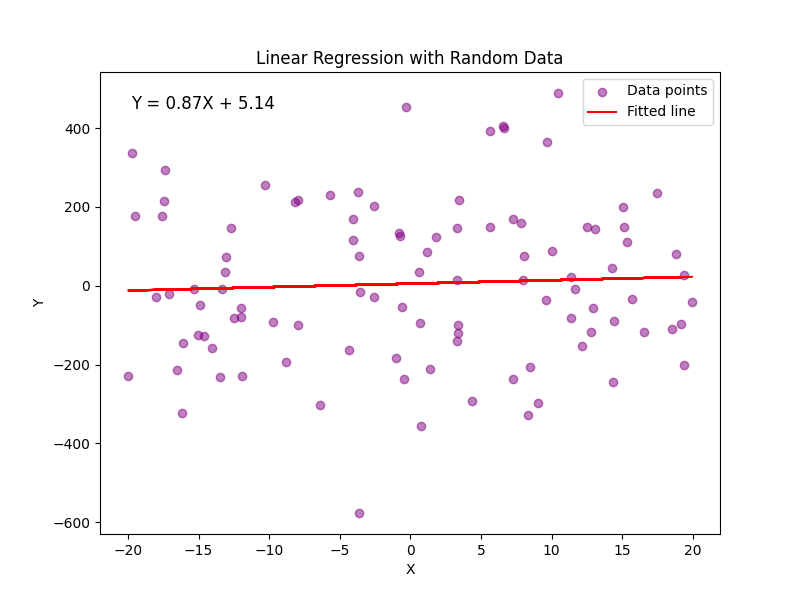 Linear Regression with Random Data
Y = 0.87X + 5.14
Data points
Fitted line
400
200
0
−200
−400
−600
Y
−20 −15 −10 −5 0 5 10 15 20
X